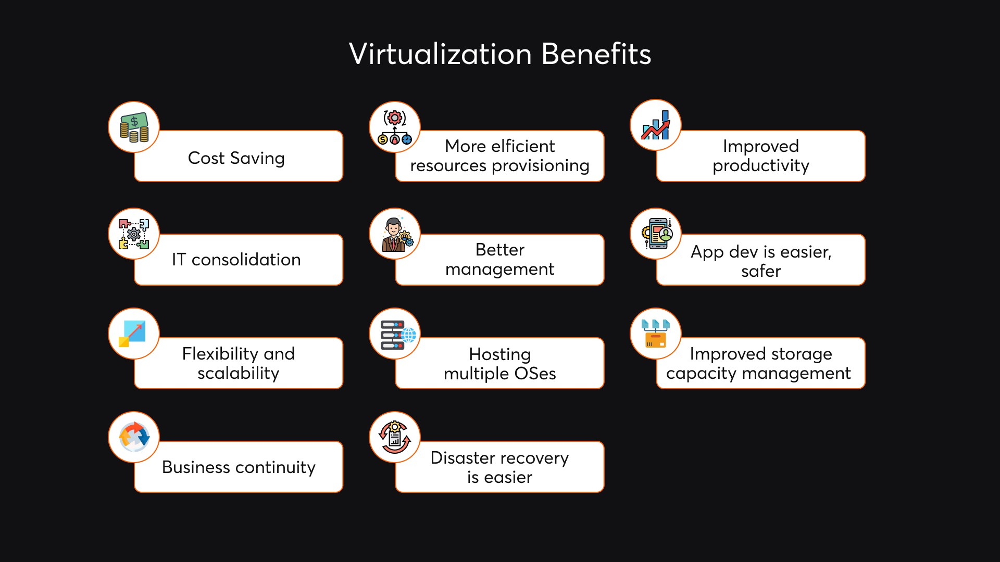 Virtualization Benefits
Cost Saving
More elficient
resources provisioning
Improved
productivity
IT consolidation
Better
management
App dev is easier,
safer
Flexibility and
scalability
Hosting
multiple OSes
Improved storage
capacity management
Business continuity
Disaster recovery
is easier